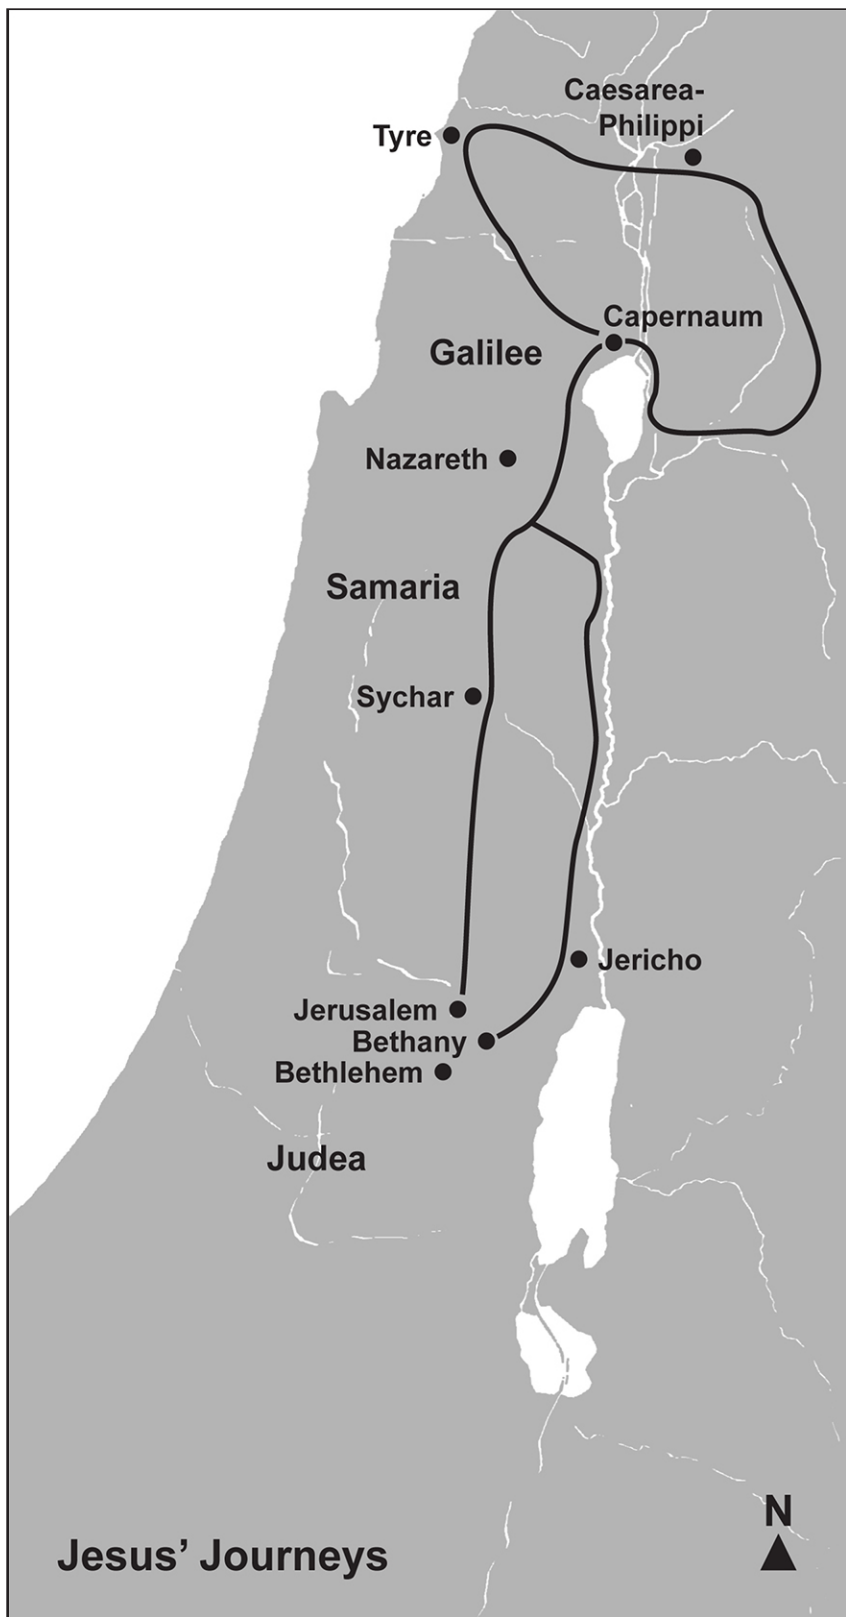 Caesarea-
Philippi
Tyre
Capernaum
Galilee
Nazareth
Samaria
Sychar
Jericho
Jerusalem
Bethany
Bethlehem
Judea
N
Jesus’ Journeys